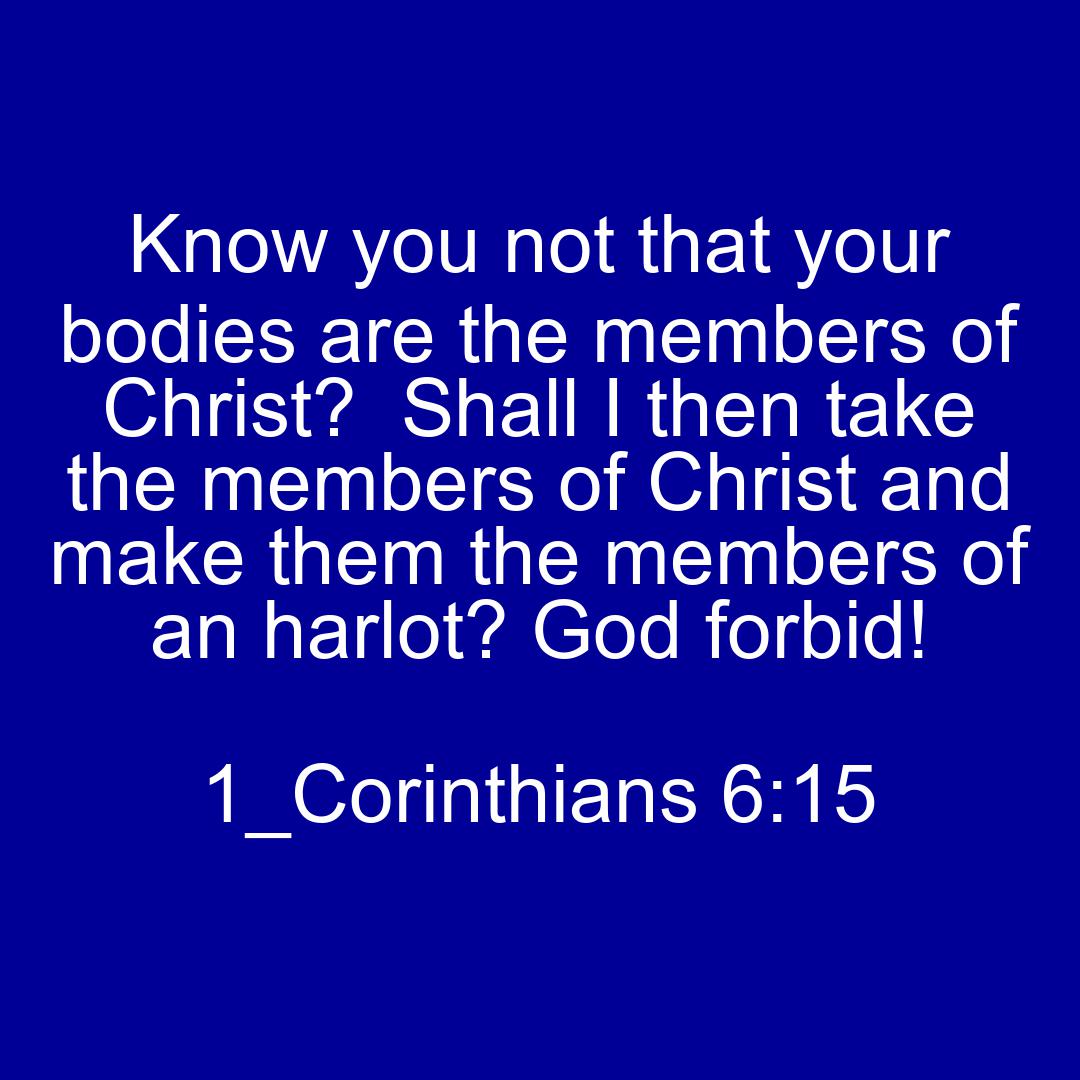 Know you not that your
bodies are the members of
Christ?  Shall I then take
the members of Christ and
make them the members of
an harlot? God forbid!
1_Corinthians 6:15